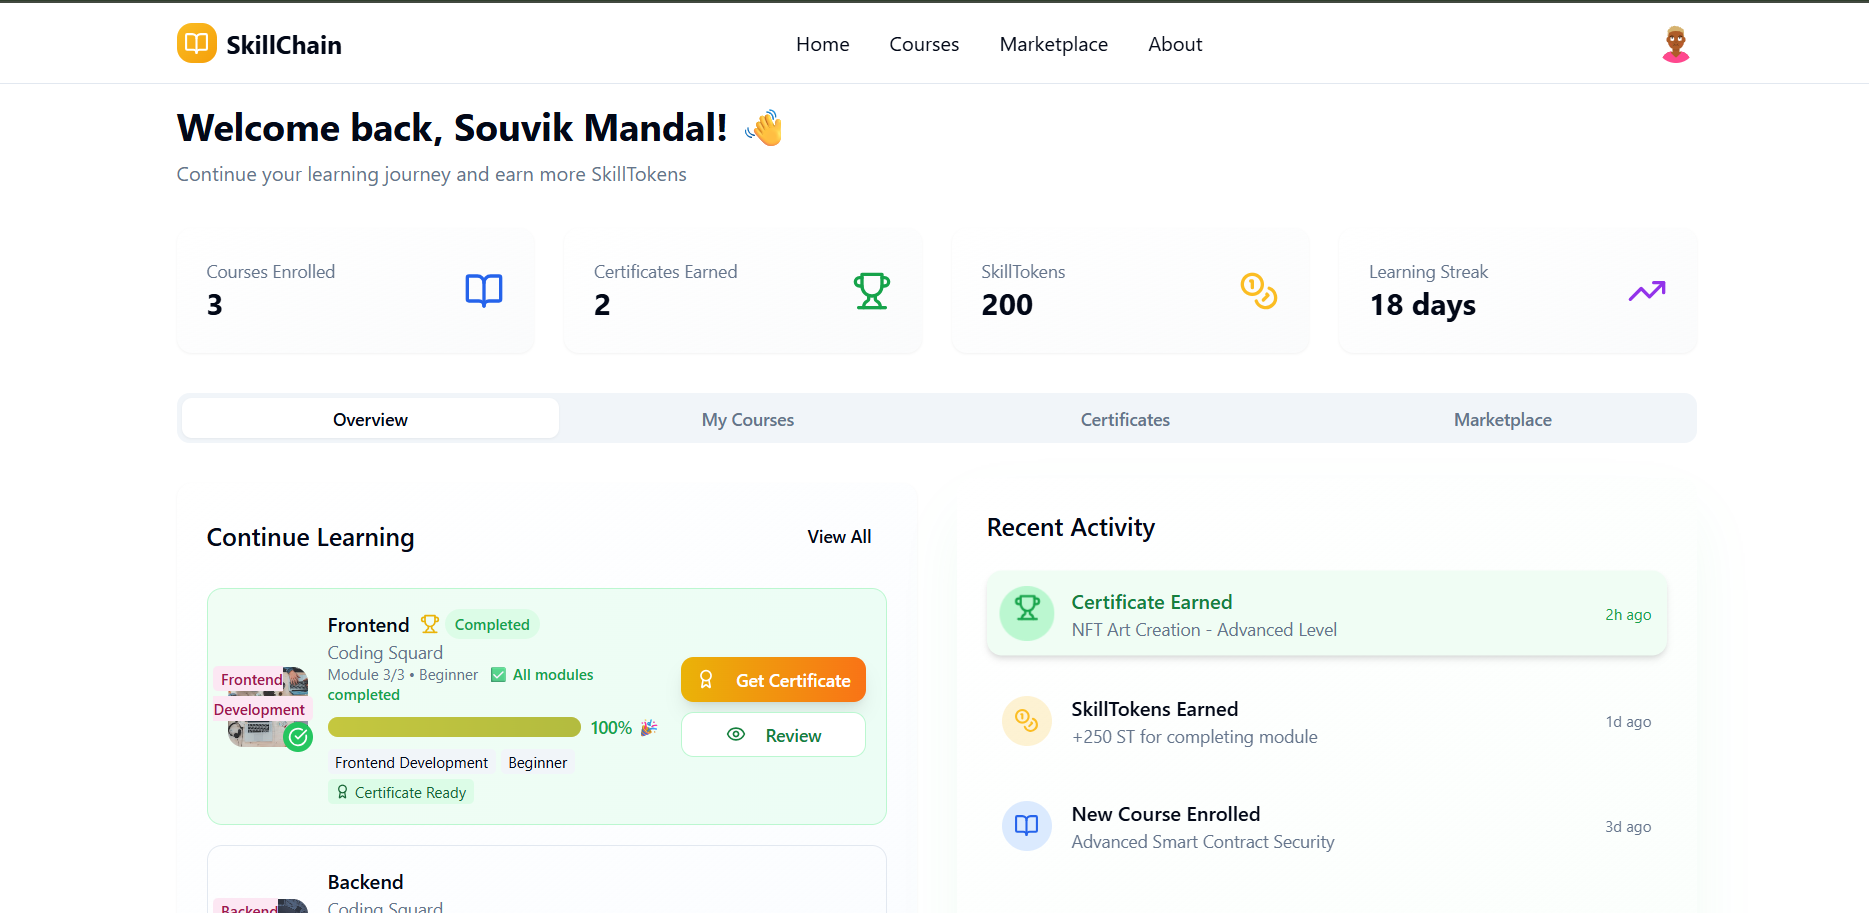 SkillChain
Home
Courses
Marketplace
About
Welcome back, Souvik Mandal! 👋
Continue your learning journey and earn more SkillTokens
Courses Enrolled
3
Certificates Earned
2
SkillTokens
200
Learning Streak
18 days
Overview
My Courses
Certificates
Marketplace
Continue Learning
View All
Frontend
Development
Frontend
Completed
Coding Squard
Module 3/3 • Beginner ✅ All modules
completed
100% 🎉
Frontend Development
Beginner
Certificate Ready
Get Certificate
Review
Backend
Backend
Coding Squard
Recent Activity
Certificate Earned
NFT Art Creation - Advanced Level
2h ago
SkillTokens Earned
+250 ST for completing module
1d ago
New Course Enrolled
Advanced Smart Contract Security
3d ago